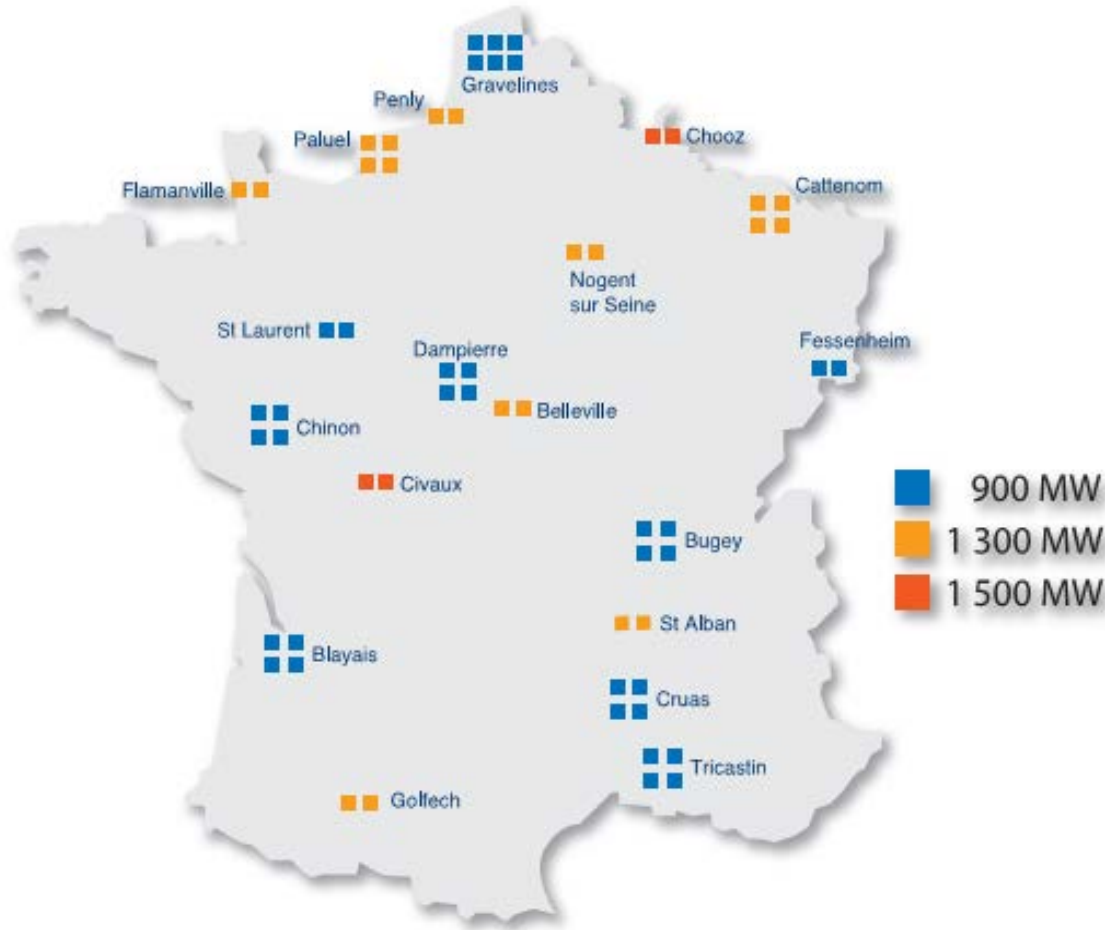 Gravelines
Penly
Chooz
Paluel
Cattenom
Flamanville
Nogent
sur Seine
St Laurent
Fessenheim
Dampierre
Belleville
Chinon
Civaux
900 MW
1 300 MW
1 500 MW
Bugey
St Alban
Blayais
Cruas
Tricastin
Golfech